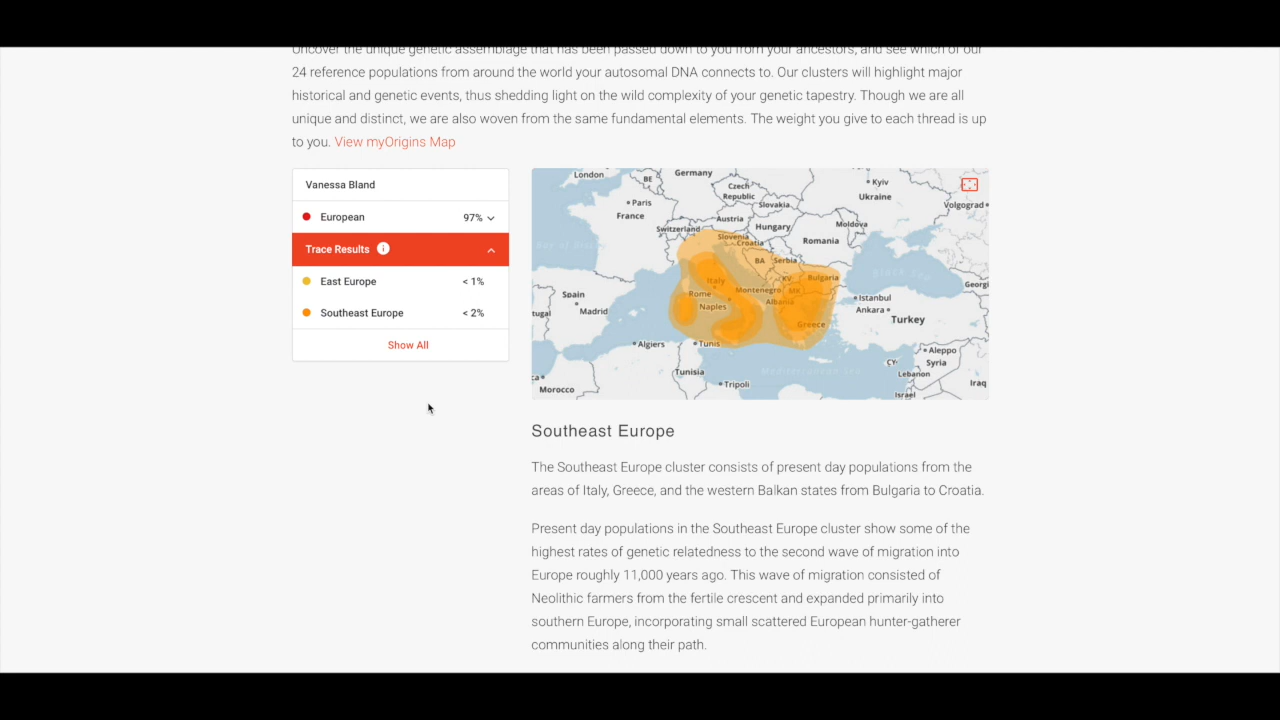 Uncover the unique genetic assemblage that has been passed down to you from your ancestors, and see which of our
24 reference populations from around the world your autosomal DNA connects to. Our clusters will highlight major
historical and genetic events, thus shedding light on the wild complexity of your genetic tapestry. Though we are all
unique and distinct, we are also woven from the same fundamental elements. The weight you give to each thread is up
to you. View myOrigins Map
Vanessa Bland
European 97%
Trace Results
East Europe < 1%
Southeast Europe < 2%
Show All
London
BE
Germany
Czech
Republic
Kyiv
Ukraine
Paris
France
Slovakia
Volgograd
Austria
Switzerland
Hungary
Moldova
Slovenia
Croatia
Romania
BA
Serbia
Black Sea
Italy
KV
Bulgaria
Georgi
Rome
Montenegro
MK
Spain
Naples
Albania
Istanbul
Madrid
tugal
Ankara
Turkey
Greece
Algiers
Tunis
Aleppo
CY
Syria
Tunisia
Mediterranean Sea
Lebanon
ca
Morocco
Tripoli
Iraq
Israel
Southeast Europe
The Southeast Europe cluster consists of present day populations from the
areas of Italy, Greece, and the western Balkan states from Bulgaria to Croatia.
Present day populations in the Southeast Europe cluster show some of the
highest rates of genetic relatedness to the second wave of migration into
Europe roughly 11,000 years ago. This wave of migration consisted of
Neolithic farmers from the fertile crescent and expanded primarily into
southern Europe, incorporating small scattered European hunter-gatherer
communities along their path.